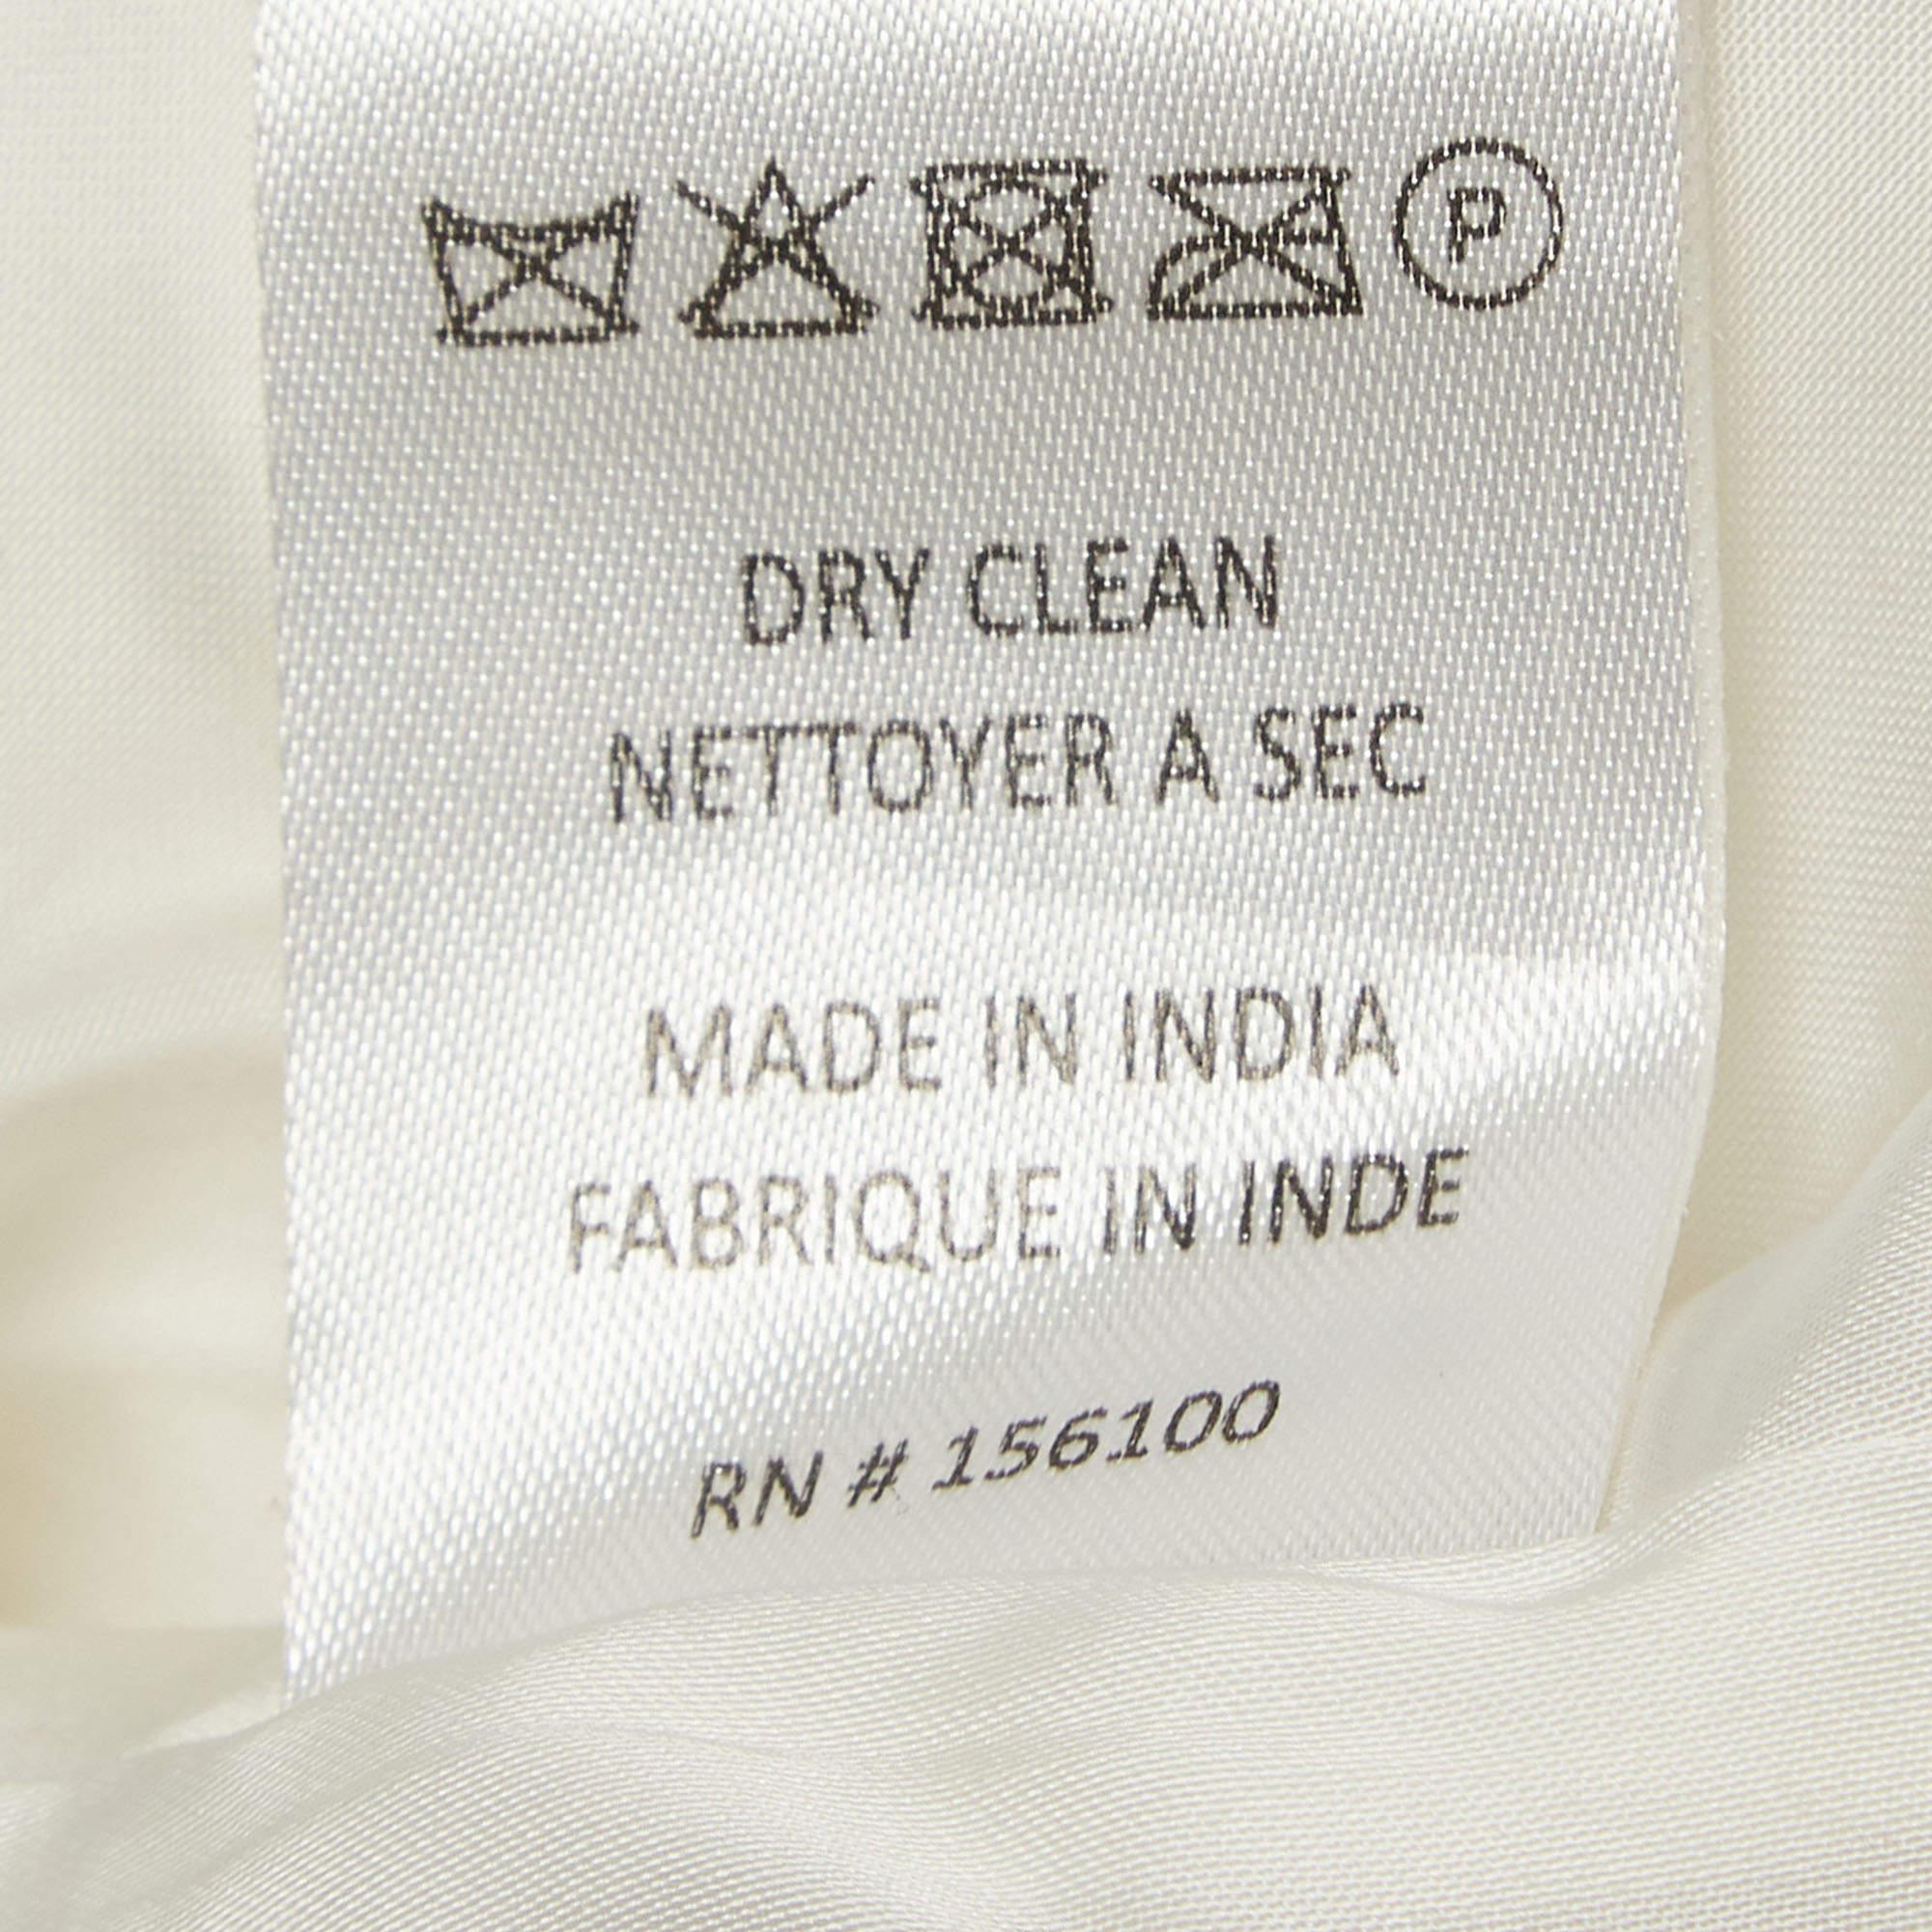 P
DRY CLEAN
NETTOYER A SEC
MADE IN INDIA
FABRIQUE IN INDE
RN # 156100